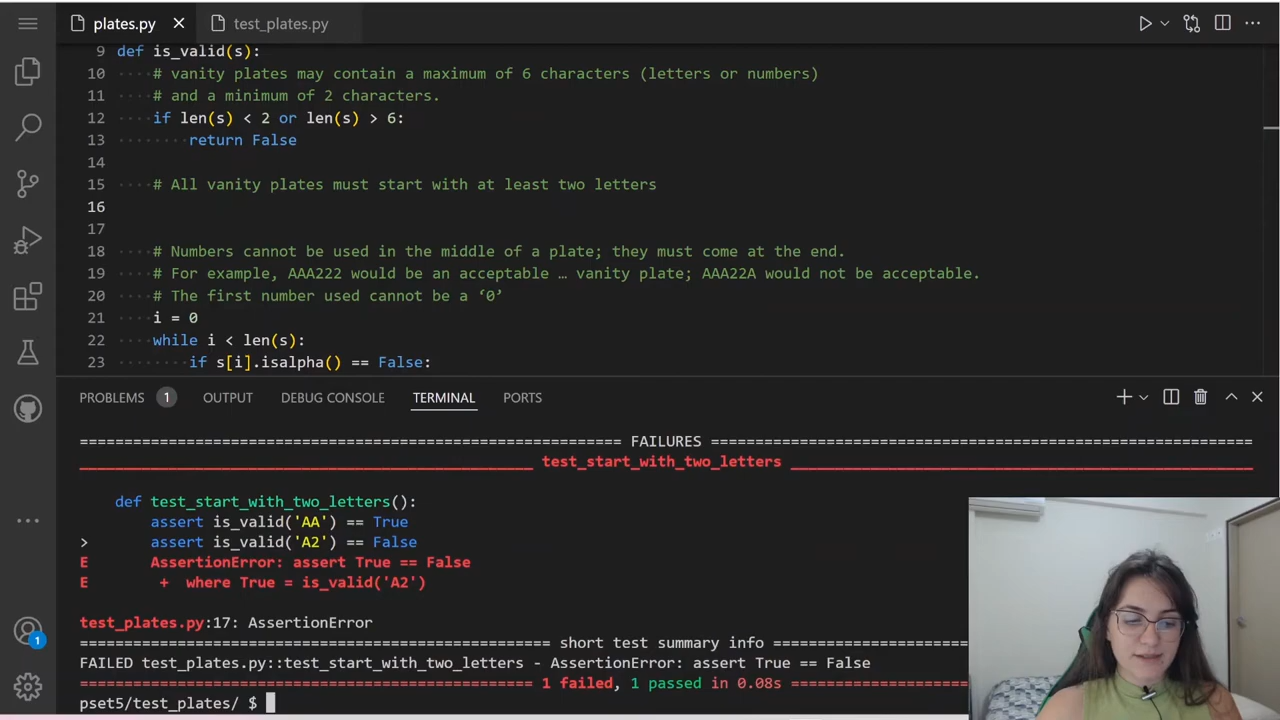 plates.py
test_plates.py
9 def is_valid(s):
10 # vanity plates may contain a maximum of 6 characters (letters or numbers)
11 # and a minimum of 2 characters.
12 if len(s) < 2 or len(s) > 6:
13 return False
14
15 # All vanity plates must start with at least two letters
16
17
18 # Numbers cannot be used in the middle of a plate; they must come at the end.
19 # For example, AAA222 would be an acceptable … vanity plate; AAA22A would not be acceptable.
20 # The first number used cannot be a ‘0’
21 i = 0
22 while i < len(s):
23 if s[i].isalpha() == False:
PROBLEMS 1 OUTPUT DEBUG CONSOLE TERMINAL PORTS
=========================== FAILURES ===========================
___________________ test_start_with_two_letters ___________________
def test_start_with_two_letters():
assert is_valid('AA') == True
> assert is_valid('A2') == False
E AssertionError: assert True == False
E + where True = is_valid('A2')
test_plates.py:17: AssertionError
=========================== short test summary info ===========================
FAILED test_plates.py::test_start_with_two_letters - AssertionError: assert True == False
=========================== 1 failed, 1 passed in 0.08s ===========================
pset5/test_plates/ $
1